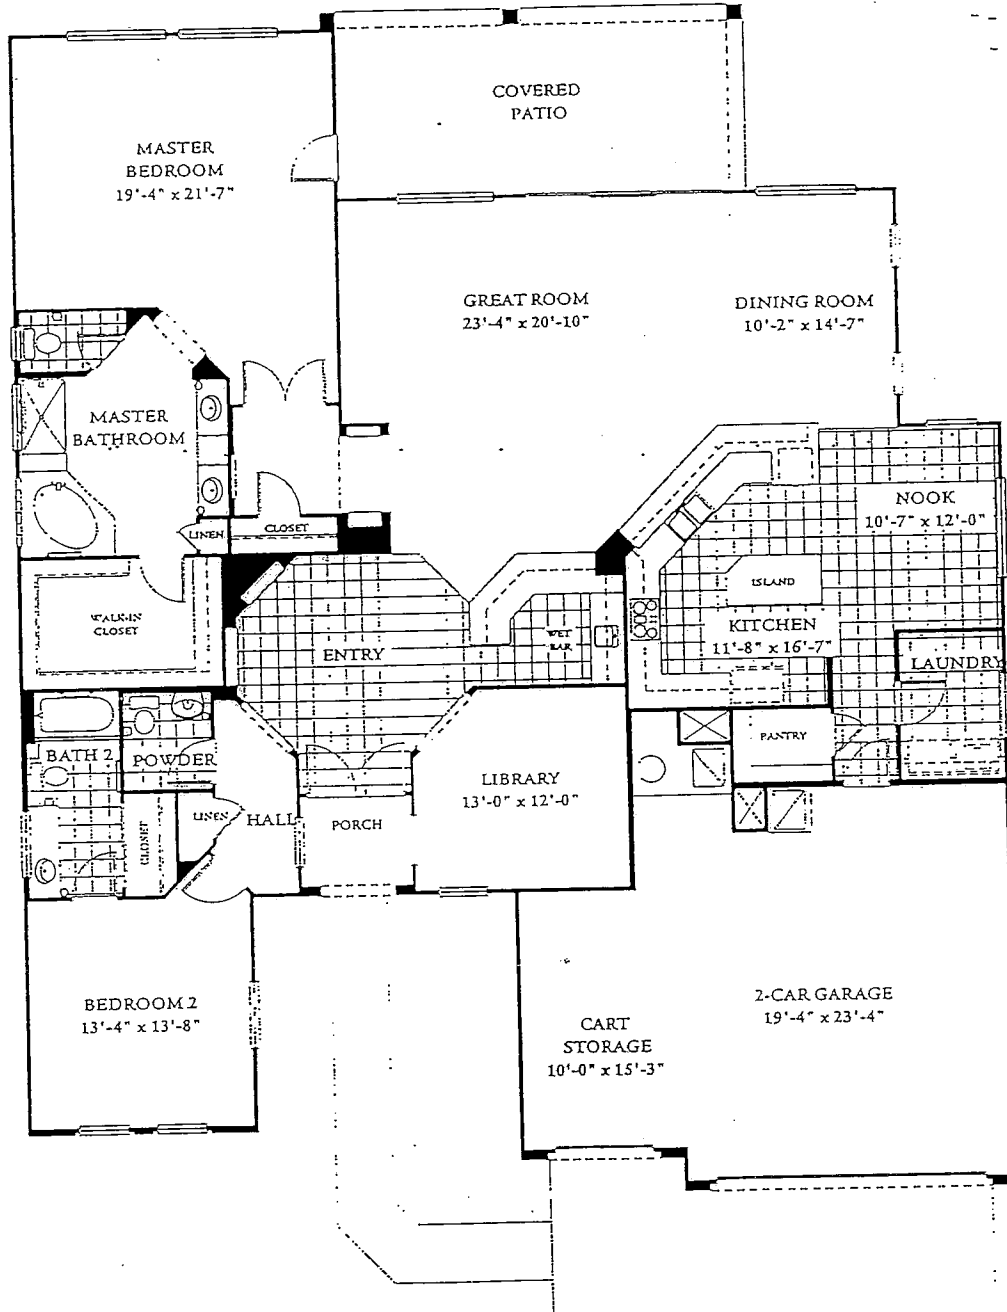 COVERED
PATIO
MASTER
BEDROOM
19'-4" x 21'-7"
GREAT ROOM
23'-4" x 20'-10"
DINING ROOM
10'-2" x 14'-7"
MASTER
BATHROOM
NOOK
10'-7" x 12'-0"
LINEN
CLOSET
ISLAND
WALK-IN
CLOSET
WET
BAR
KITCHEN
11'-8" x 16'-7"
ENTRY
LAUNDRY
PANTRY
BATH 2
POWDER
LIBRARY
13'-0" x 12'-0"
LINEN
HALL
PORCH
CLOSET
BEDROOM 2
13'-4" x 13'-8"
2-CAR GARAGE
19'-4" x 23'-4"
CART
STORAGE
10'-0" x 15'-3"